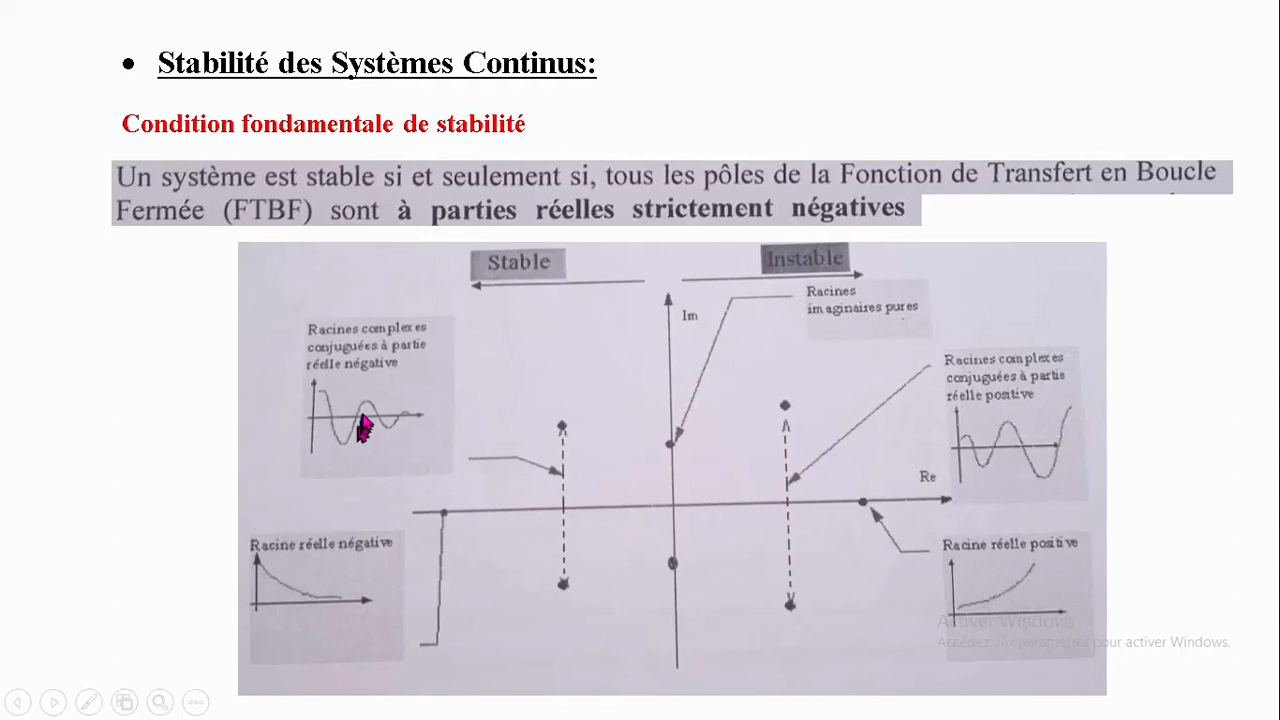 Stabilité des Systèmes Continus:
Condition fondamentale de stabilité
Un système est stable si et seulement si, tous les pôles de la Fonction de Transfert en Boucle
Fermée (FTBF) sont à parties réelles strictement négatives
Stable
Instable
Im
Racines
imaginaires pures
Racines complexes
conjuguées à partie
réelle négative
Racines complexes
conjuguées à partie
réelle positive
Re
Racine réelle négative
Racine réelle positive
Activer Windows
Accédez aux paramètres pour activer Windows.